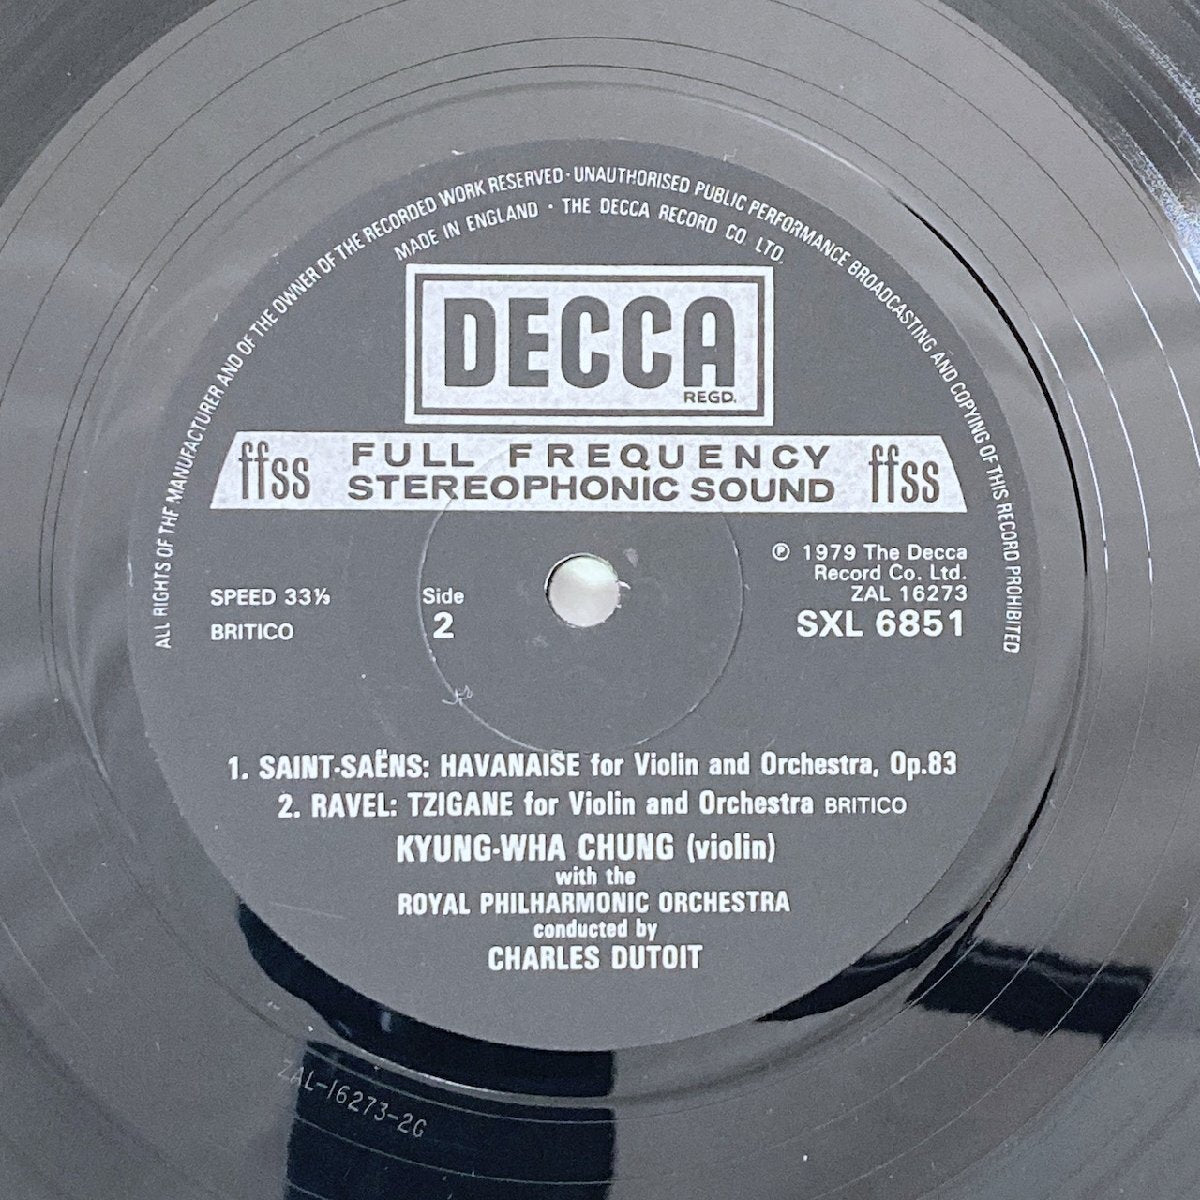 ALL RIGHTS OF THE MANUFACTURER AND OF THE OWNER OF THE RECORDED WORK RESERVED · UNAUTHORISED PUBLIC PERFORMANCE BROADCASTING AND COPYING OF THIS RECORD PROHIBITED
MADE IN ENGLAND · THE DECCA RECORD CO. LTD.
DECCA
REGD.
ffss FULL FREQUENCY ffss
STEREOPHONIC SOUND
℗ 1979 The Decca
Record Co. Ltd.
ZAL 16273
SXL 6851
SPEED 33⅓
BRITICO
Side
2
1. SAINT-SAËNS: HAVANAISE for Violin and Orchestra, Op.83
2. RAVEL: TZIGANE for Violin and Orchestra BRITICO
KYUNG-WHA CHUNG (violin)
with the
ROYAL PHILHARMONIC ORCHESTRA
conducted by
CHARLES DUTOIT
ZAL-16273-2G